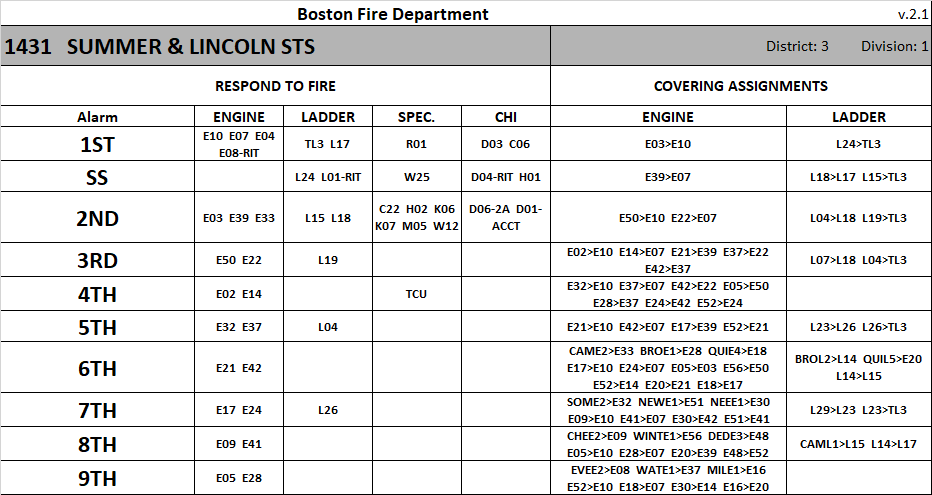 Boston Fire Department v.2.1
1431 SUMMER & LINCOLN STS District: 3 Division: 1
RESPOND TO FIRE COVERING ASSIGNMENTS
Alarm ENGINE LADDER SPEC. CHI ENGINE LADDER
1ST E10 E07 E04 E08-RIT TL3 L17 R01 D03 C06 E03>E10 L24>TL3
SS L24 L01-RIT W25 D04-RIT H01 E39>E07 L18>L17 L15>TL3
2ND E03 E39 E33 L15 L18 C22 H02 K06 K07 M05 W12 D06-2A D01-ACCT E50>E10 E22>E07 L04>L18 L19>TL3
3RD E50 E22 L19 E02>E10 E14>E07 E21>E39 E37>E22 E42>E37 L07>L18 L04>TL3
4TH E02 E14 TCU E32>E10 E37>E07 E42>E22 E05>E50 E28>E37 E24>E42 E52>E24
5TH E32 E37 L04 E21>E10 E42>E07 E17>E39 E52>E21 L23>L26 L26>TL3
6TH E21 E42 CAME2>E33 BROE1>E28 QUIE4>E18 E17>E10 E24>E07 E05>E03 E56>E50 E52>E14 E20>E21 E18>E17 BROL2>L14 QUIL5>E20 L14>L15
7TH E17 E24 L26 SOME2>E32 NEWE1>E51 NEEE1>E30 E09>E10 E41>E07 E30>E42 E51>E41 L29>L23 L23>TL3
8TH E09 E41 CHEE2>E09 WINTE1>E56 DEDE3>E48 E05>E10 E28>E07 E20>E39 E48>E52 CAML1>L15 L14>L17
9TH E05 E28 EVEE2>E08 WATE1>E37 MILE1>E16 E52>E10 E18>E07 E30>E14 E16>E20